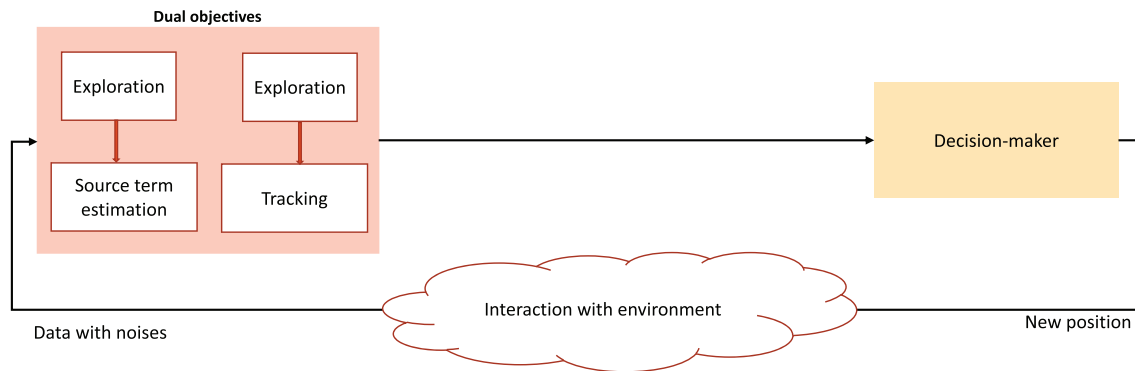 Dual objectives
Exploration
Exploration
Source term
estimation
Tracking
Decision-maker
Interaction with environment
Data with noises
New position